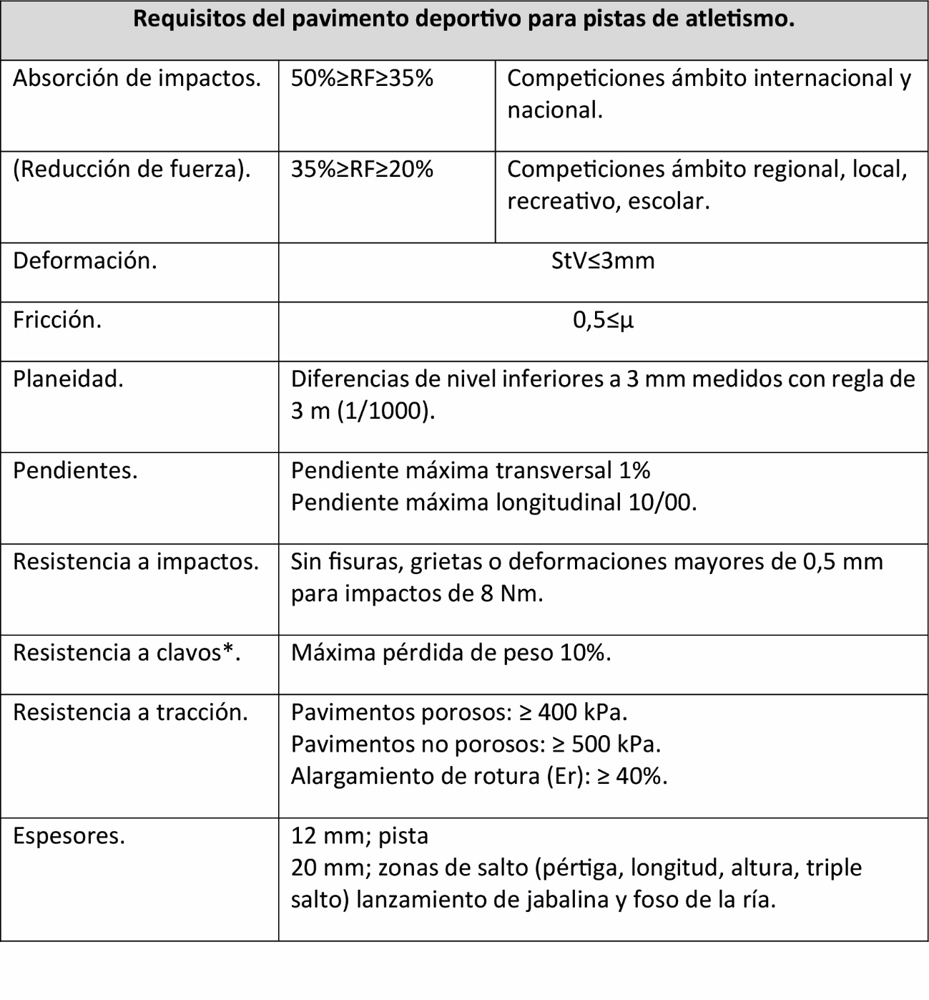 Requisitos del pavimento deportivo para pistas de atletismo.
Absorción de impactos.
50%≥RF≥35%
Competiciones ámbito internacional y
nacional.
(Reducción de fuerza).
35%≥RF≥20%
Competiciones ámbito regional, local,
recreativo, escolar.
Deformación.
StV≤3mm
Fricción.
0,5≤µ
Planeidad.
Diferencias de nivel inferiores a 3 mm medidos con regla de
3 m (1/1000).
Pendientes.
Pendiente máxima transversal 1%
Pendiente máxima longitudinal 10/00.
Resistencia a impactos.
Sin fisuras, grietas o deformaciones mayores de 0,5 mm
para impactos de 8 Nm.
Resistencia a clavos*.
Máxima pérdida de peso 10%.
Resistencia a tracción.
Pavimentos porosos: ≥ 400 kPa.
Pavimentos no porosos: ≥ 500 kPa.
Alargamiento de rotura (Er): ≥ 40%.
Espesores.
12 mm; pista
20 mm; zonas de salto (pértiga, longitud, altura, triple
salto) lanzamiento de jabalina y foso de la ría.